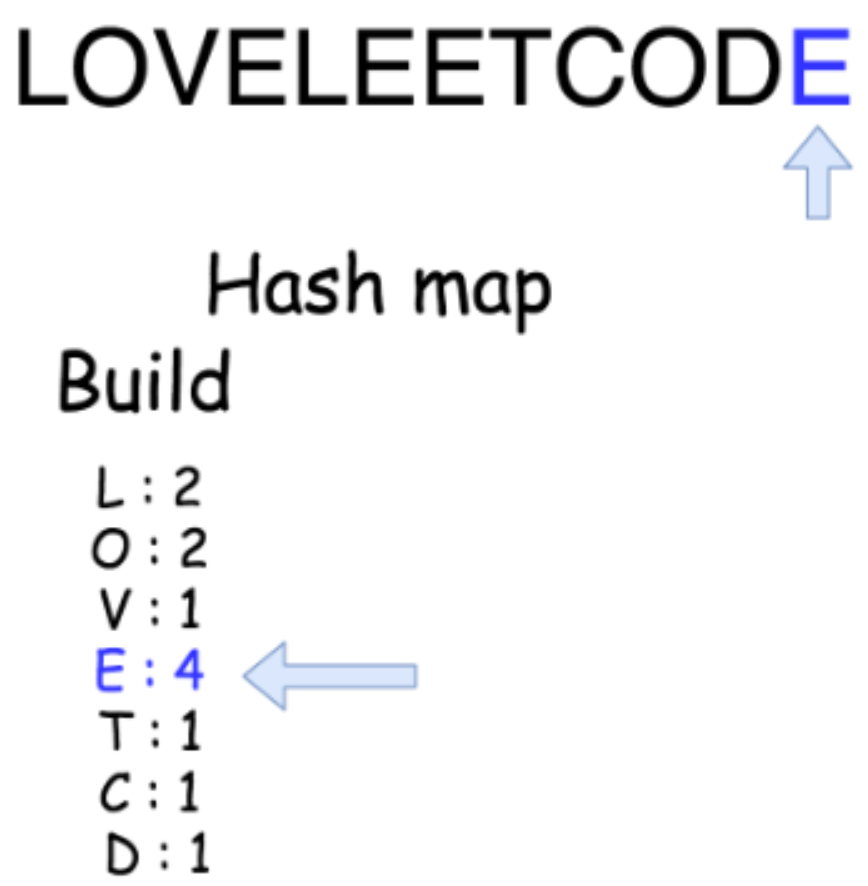 LOVELEETCODE
Hash map
Build
L : 2
O : 2
V : 1
E : 4
T : 1
C : 1
D : 1